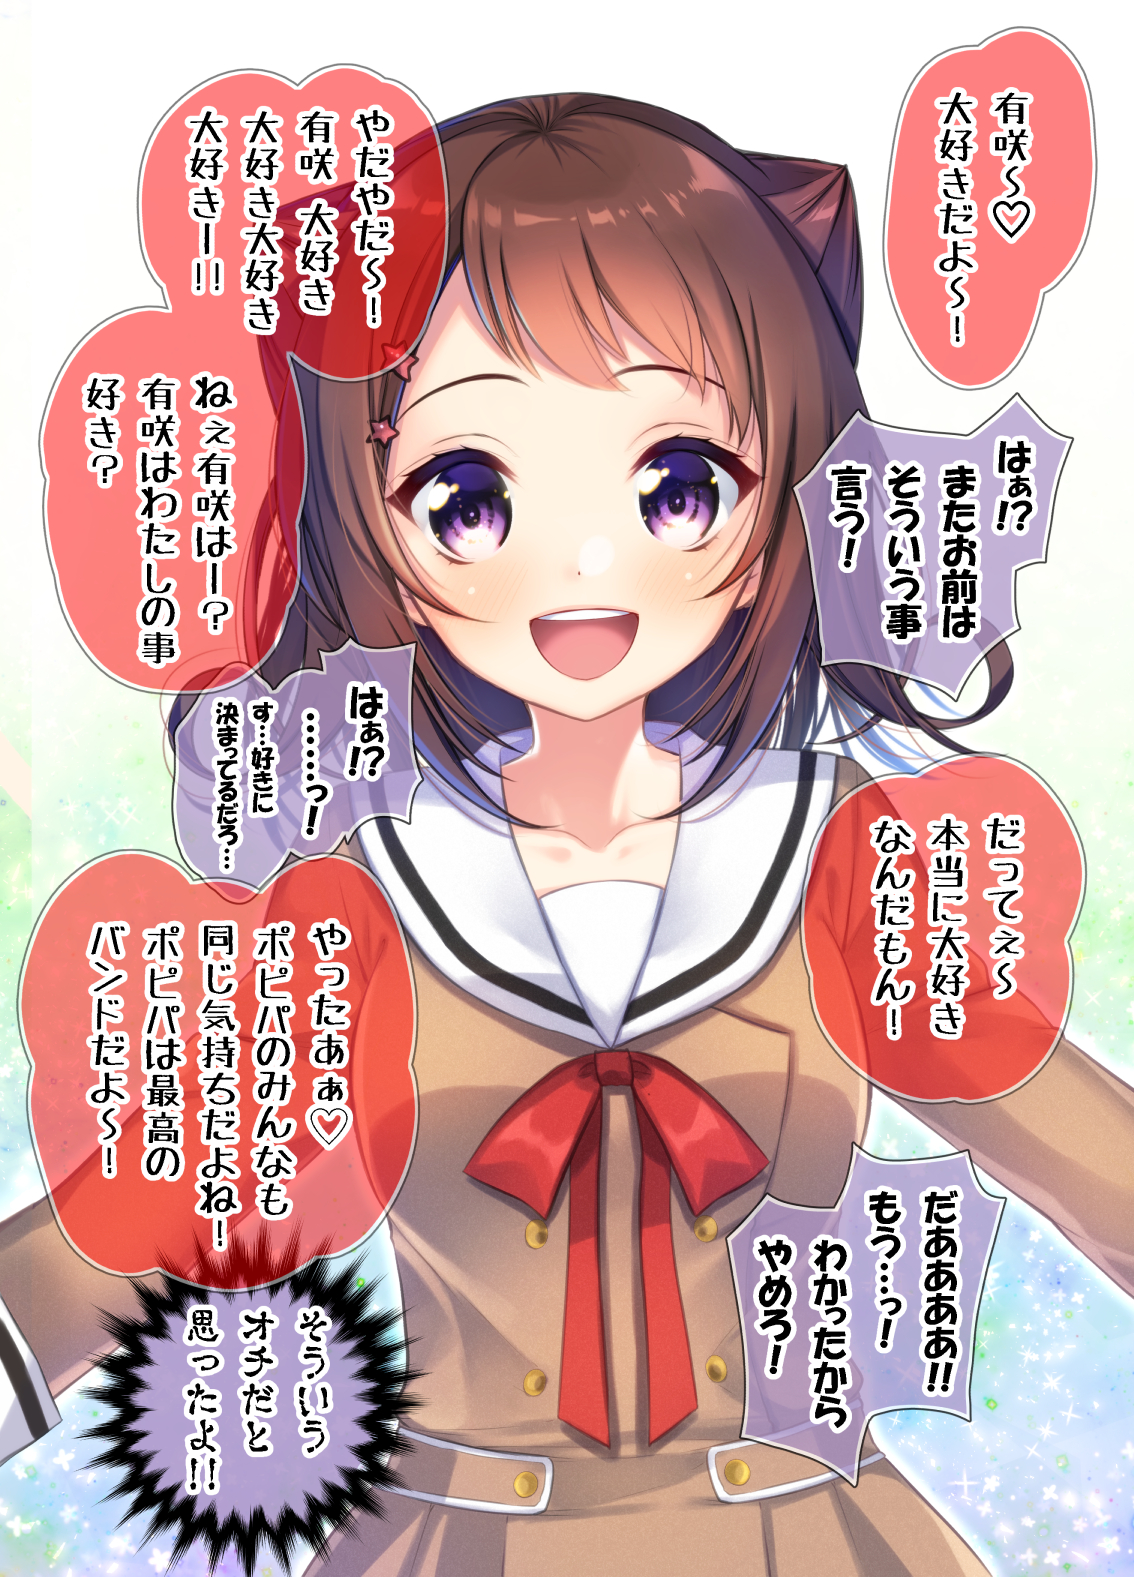 有咲～♡
大好きだよ～!
はぁ!?
またお前は
そういう事
言う!
だってぇ～
本当に大好き
なんだもん!
だああああ!!
もう…っ!
わかったから
やめろ!
やだやだ～!
有咲 大好き
大好き大好き
大好きー!!
ねぇ有咲はー?
有咲はわたしの事
好き?
はぁ!?
……っ!
す…好きに
決まってるだろ…
やったあぁ♡
ポピパのみんなも
同じ気持ちだよね!
ポピパは最高の
バンドだよ～!
そういう
オチだと
思ったよ!!